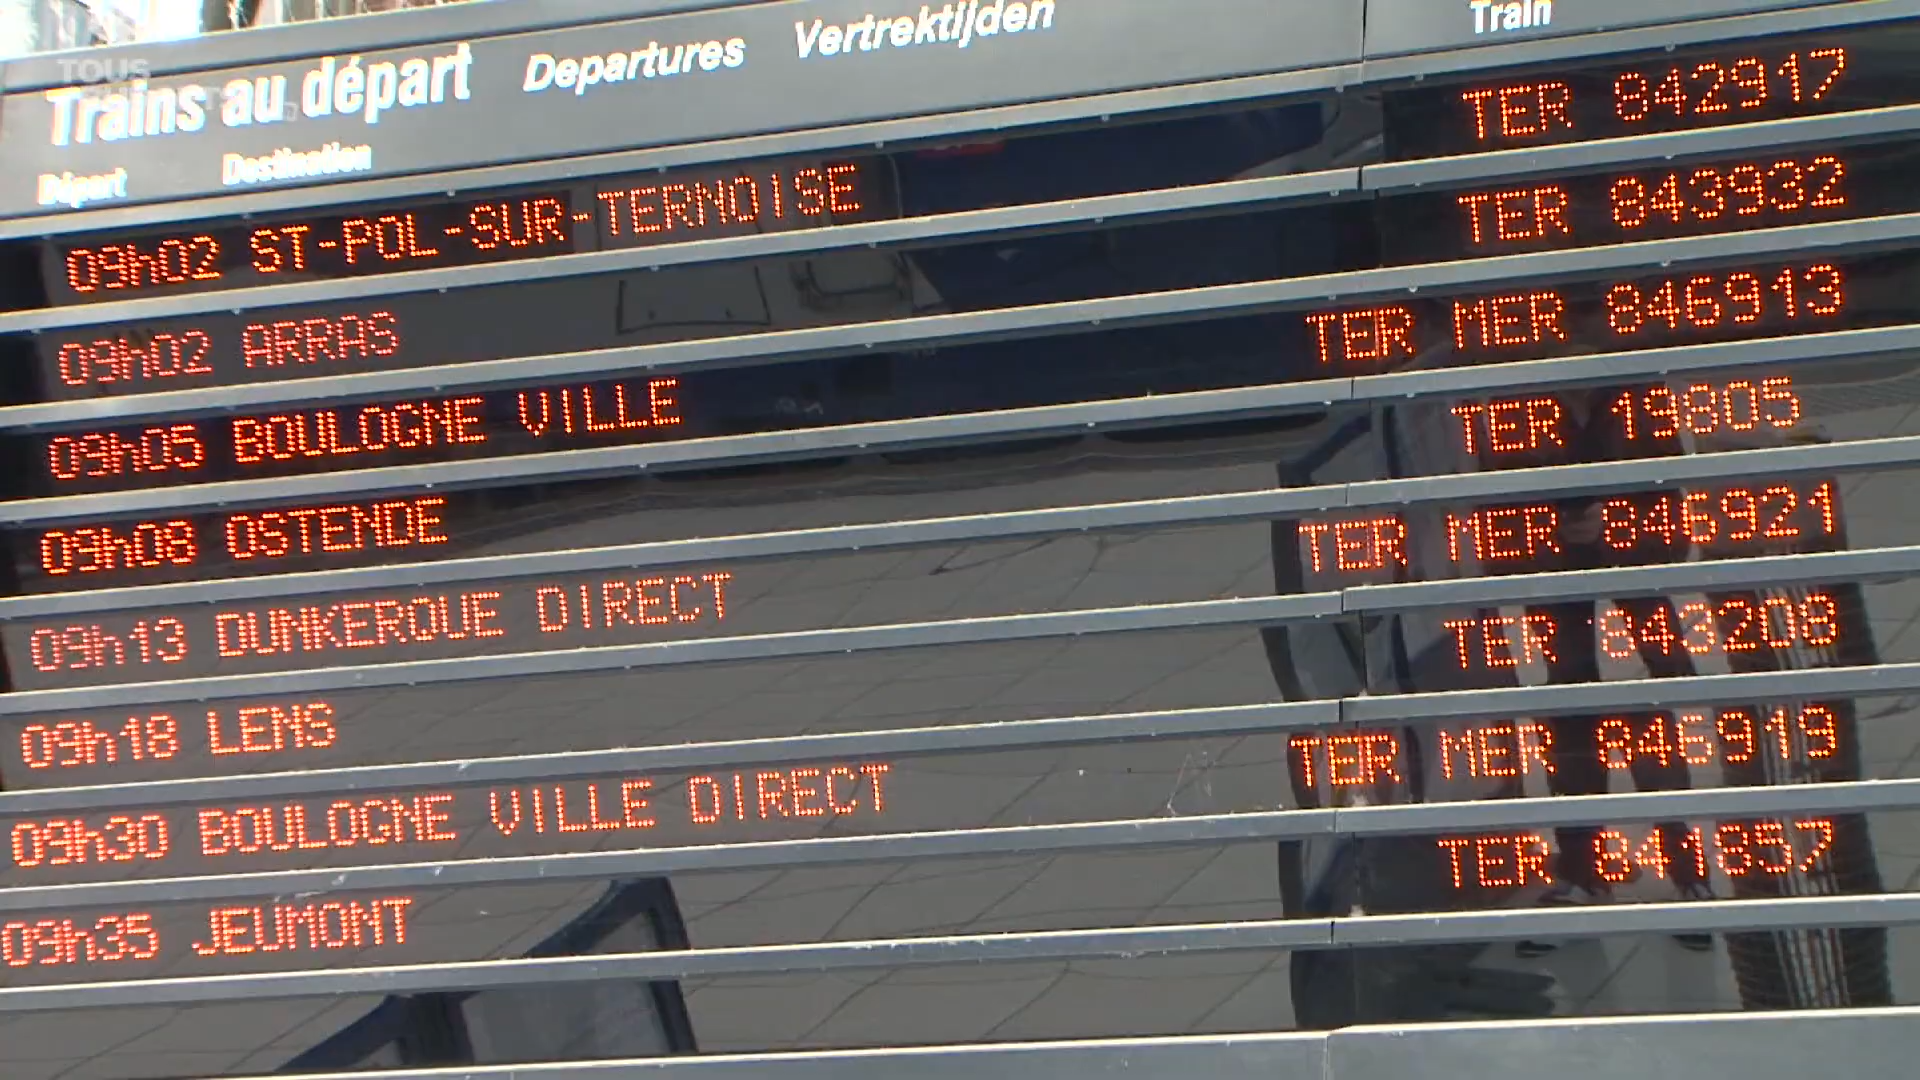 Trains au départ Departures Vertrektijden Train
Départ Destination
09h02 ST-POL-SUR-TERNOISE TER 842917
09h02 ARRAS TER 843932
09h05 BOULOGNE VILLE TER MER 846913
09h08 OSTENDE TER 19805
09h13 DUNKERQUE DIRECT TER MER 846921
09h18 LENS TER 843208
09h30 BOULOGNE VILLE DIRECT TER MER 846919
09h35 JEUMONT TER 841857
TOUS